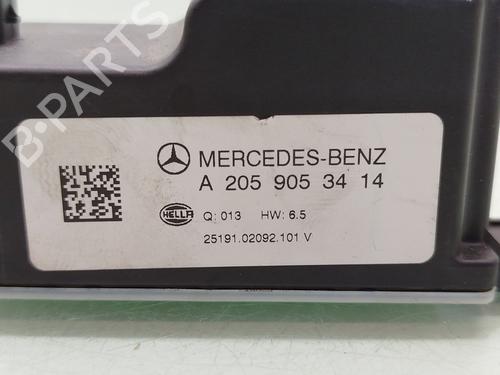 B-PARTS
MERCEDES-BENZ
A 205 905 34 14
HELLA Q: 013 HW: 6.5
25191.02092.101 V